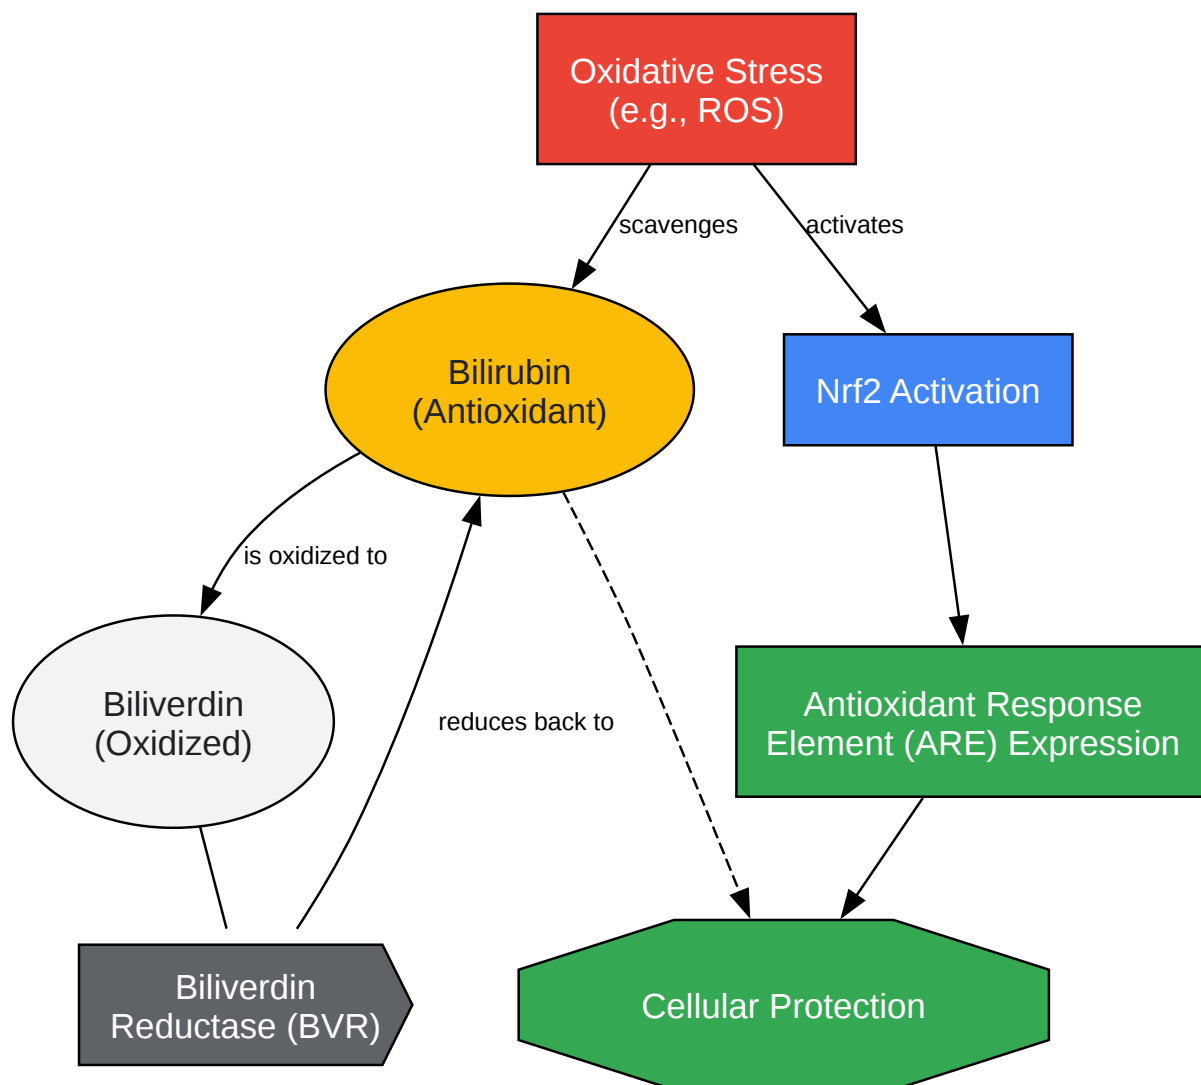 Oxidative Stress
(e.g., ROS)
scavenges
activates
Bilirubin
(Antioxidant)
Nrf2 Activation
is oxidized to
Biliverdin
(Oxidized)
reduces back to
Antioxidant Response
Element (ARE) Expression
Biliverdin
Reductase (BVR)
Cellular Protection